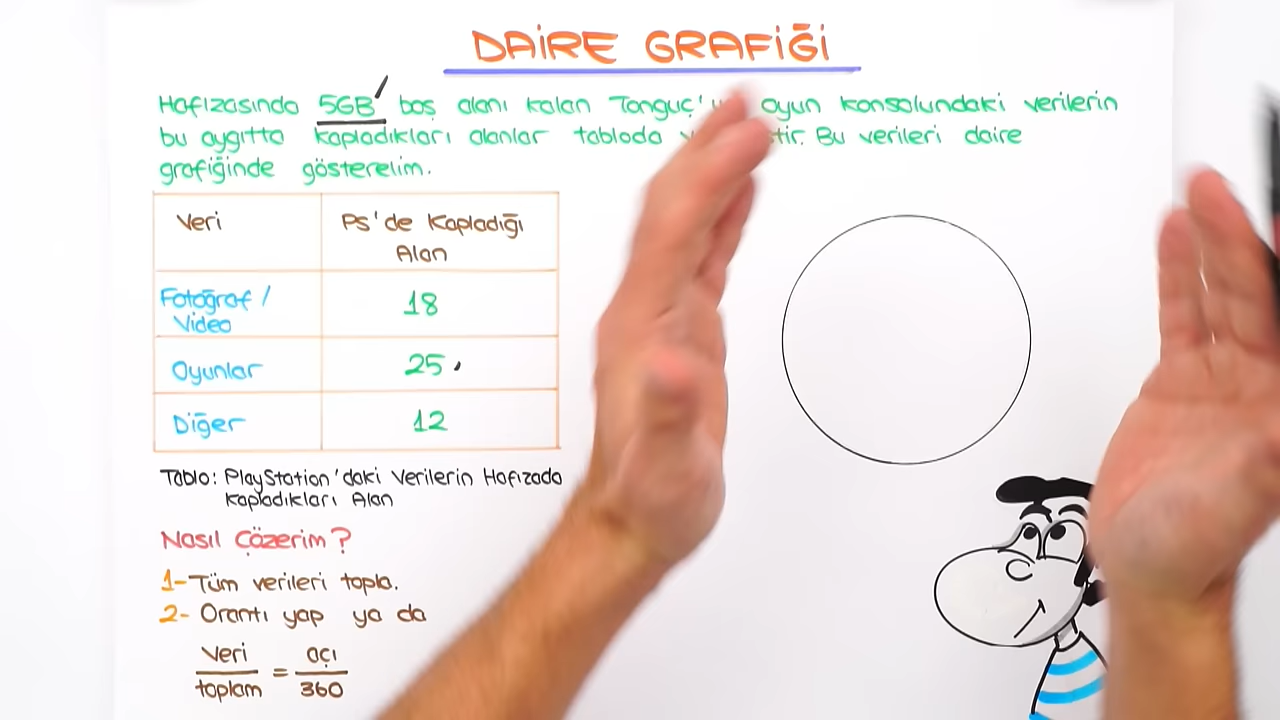 DAİRE GRAFİĞİ
Hafızasında 5GB boş alanı kalan Tonguç'u oyun konsolundaki verilerin
bu aygıtta kapladıkları alanlar tabloda Bu verileri daire
grafiğinde gösterelim.
Veri PS'de Kapladığı
Alan
Fotoğraf / 18
Video
Oyunlar 25
Diğer 12
Tablo: PlayStation'daki Verilerin Hafızada
Kapladıkları Alan
Nasıl Çözerim?
1- Tüm verileri topla.
2- Orantı yap ya da
veri / toplam = açı / 360